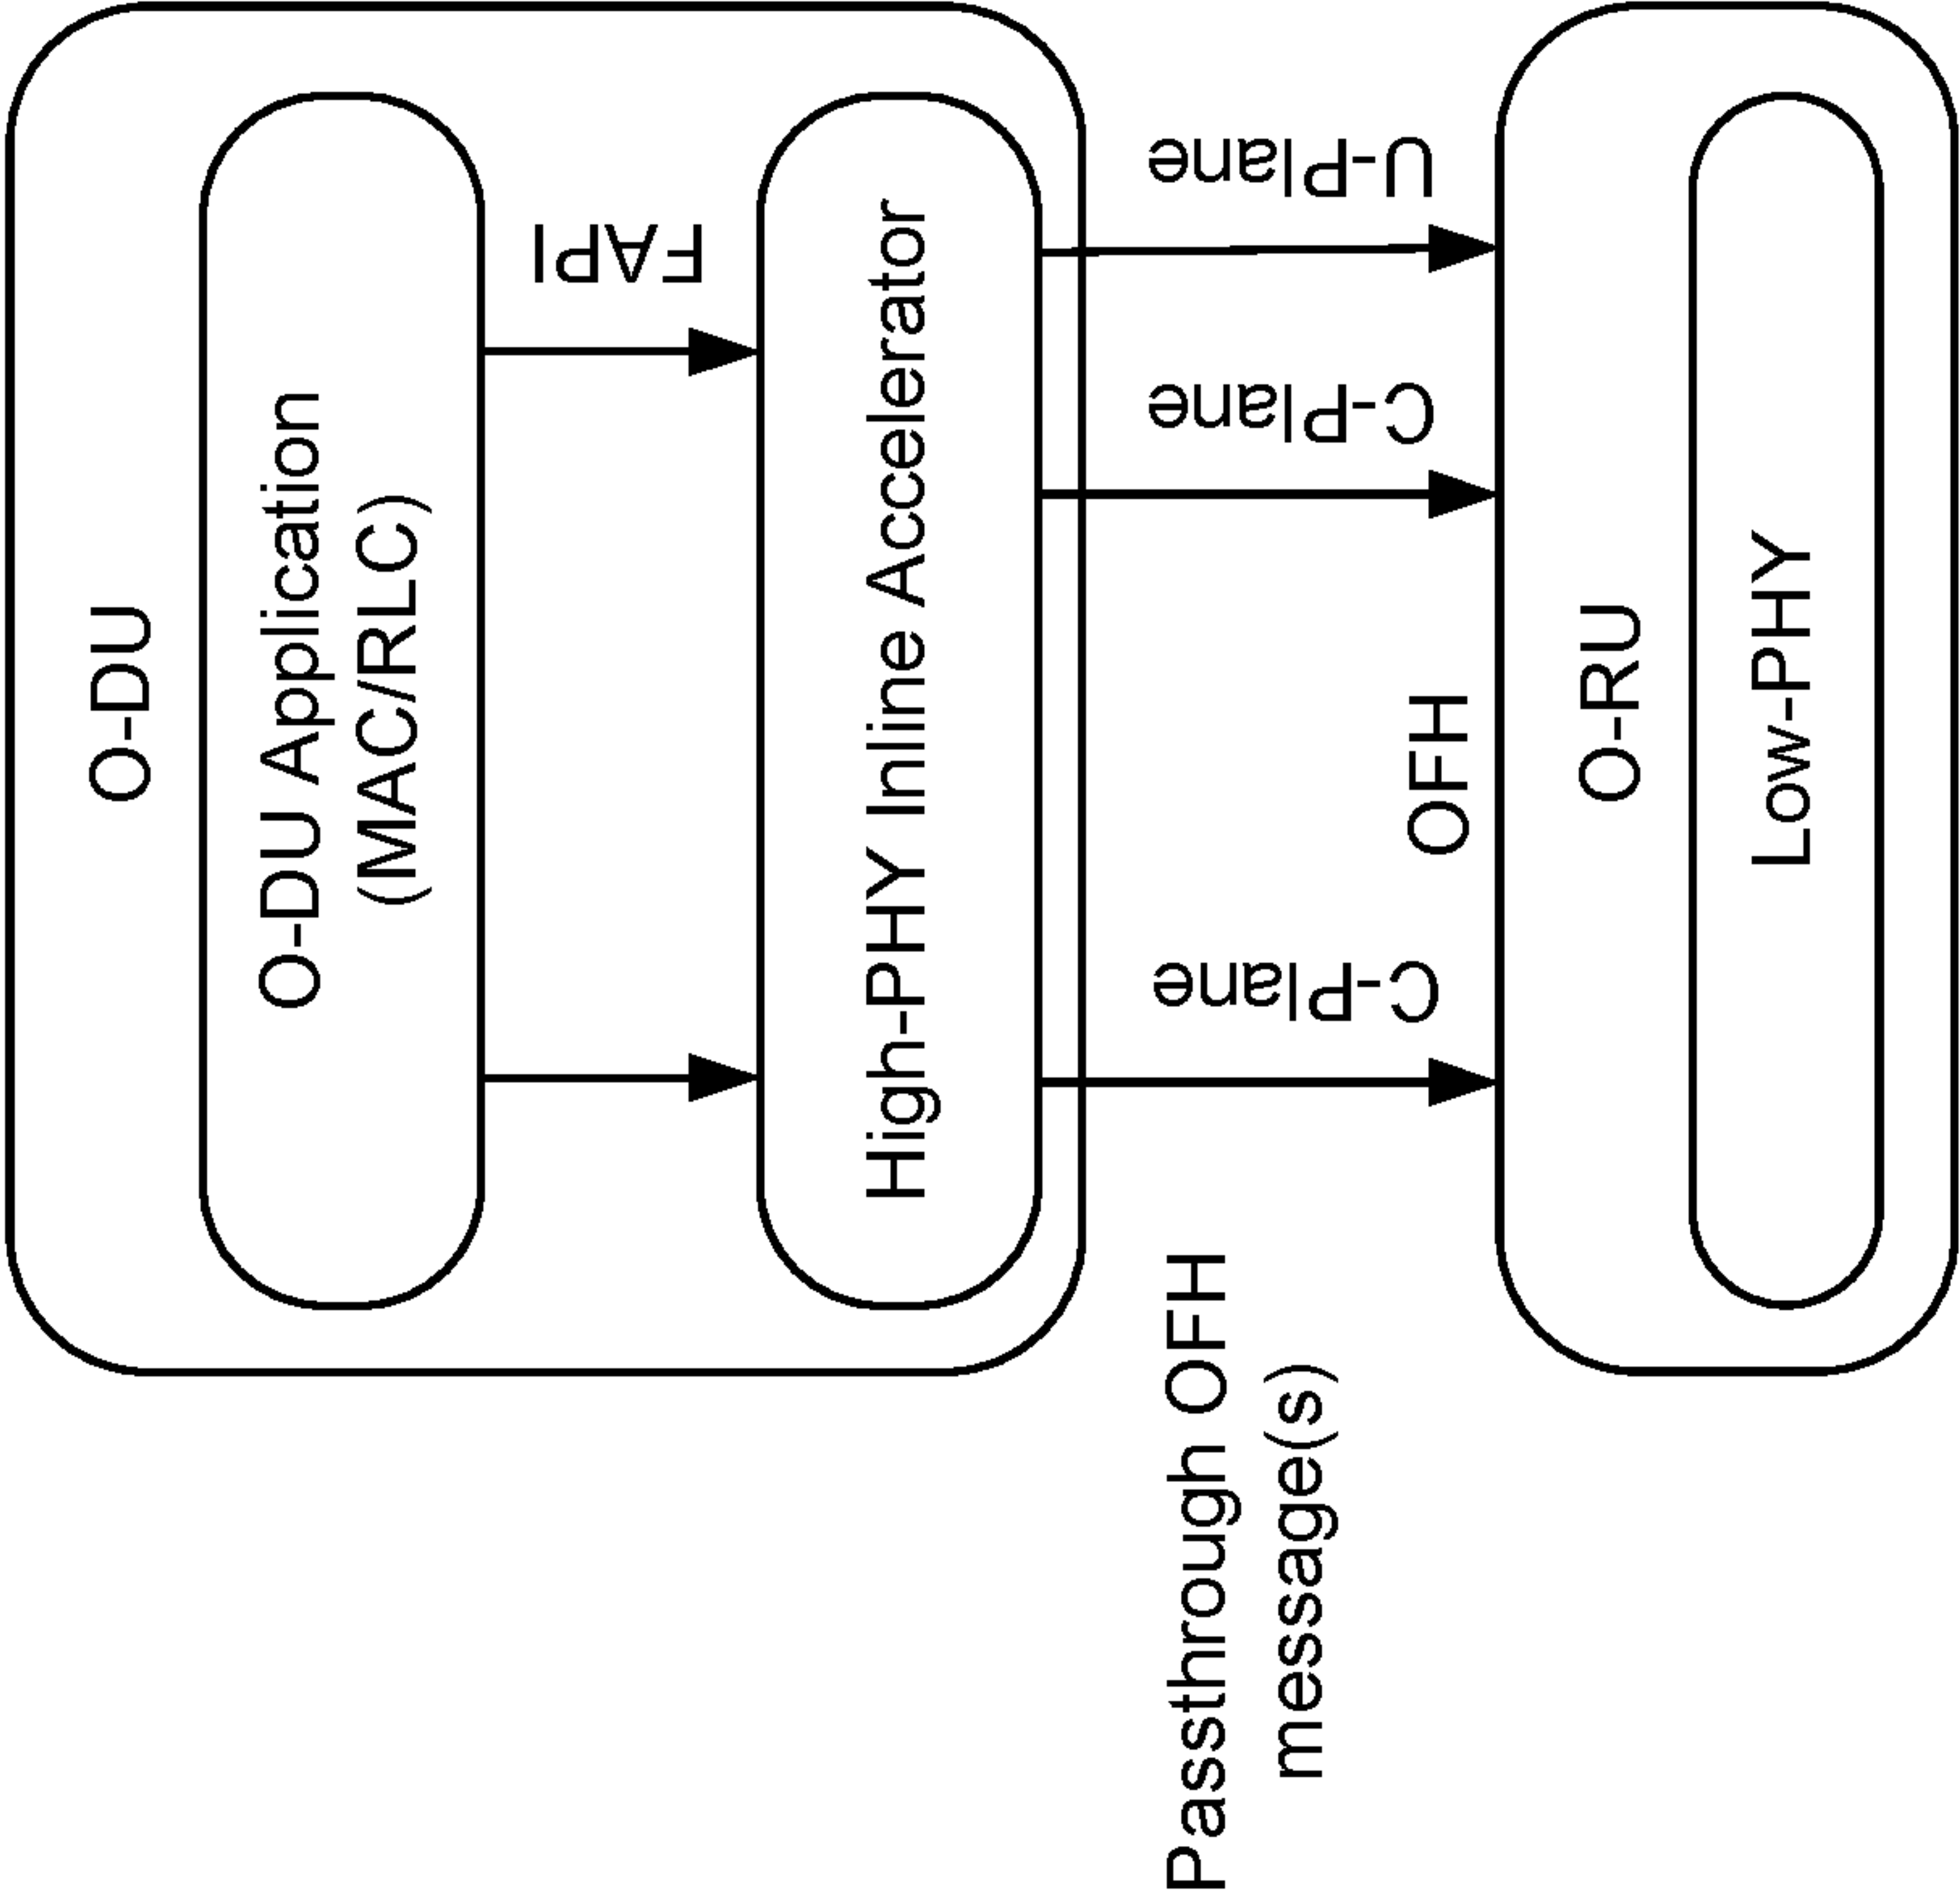 O-DU
O-DU Application
(MAC/RLC)
FAPI
High-PHY Inline Accelerator
Passthrough OFH
message(s)
C-Plane
C-Plane
U-Plane
OFH
O-RU
Low-PHY